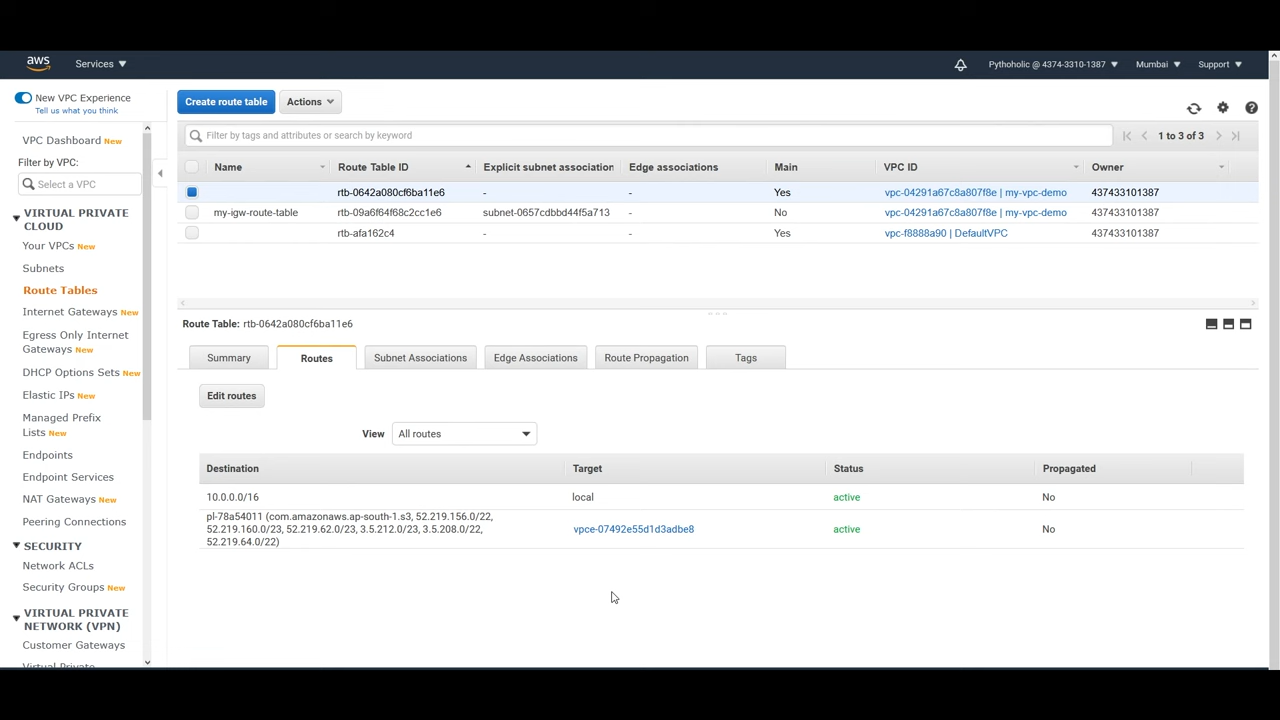 aws Services Pythoholic @ 4374-3310-1387 Mumbai Support
New VPC Experience
Tell us what you think
VPC Dashboard New
Filter by VPC:
Select a VPC
VIRTUAL PRIVATE
CLOUD
Your VPCs New
Subnets
Route Tables
Internet Gateways New
Egress Only Internet
Gateways New
DHCP Options Sets New
Elastic IPs New
Managed Prefix
Lists New
Endpoints
Endpoint Services
NAT Gateways New
Peering Connections
SECURITY
Network ACLs
Security Groups New
VIRTUAL PRIVATE
NETWORK (VPN)
Customer Gateways
Virtual Private
Create route table Actions
Filter by tags and attributes or search by keyword 1 to 3 of 3
Name Route Table ID Explicit subnet association Edge associations Main VPC ID Owner
rtb-0642a080cf6ba11e6 - - Yes vpc-04291a67c8a807f8e | my-vpc-demo 437433101387
my-igw-route-table rtb-09a6f64f68c2cc1e6 subnet-0657cdbbd44f5a713 - No vpc-04291a67c8a807f8e | my-vpc-demo 437433101387
rtb-afa162c4 - - Yes vpc-f8888a90 | DefaultVPC 437433101387
Route Table: rtb-0642a080cf6ba11e6
Summary Routes Subnet Associations Edge Associations Route Propagation Tags
Edit routes
View All routes
Destination Target Status Propagated
10.0.0.0/16 local active No
pl-78a54011 (com.amazonaws.ap-south-1.s3, 52.219.156.0/22,
52.219.160.0/23, 52.219.62.0/23, 3.5.212.0/23, 3.5.208.0/22, vpce-07492e55d1d3adbe8 active No
52.219.64.0/22)